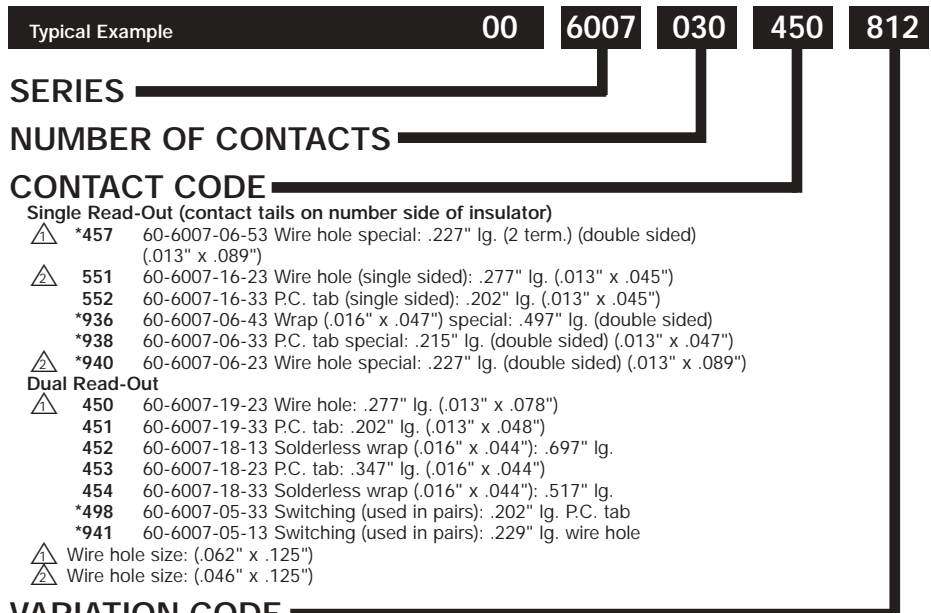 Typical Example 00 6007 030 450 812
SERIES
NUMBER OF CONTACTS
CONTACT CODE
Single Read-Out (contact tails on number side of insulator)
1 *457 60-6007-06-53 Wire hole special: .227" lg. (2 term.) (double sided)
(.013" x .089")
2 551 60-6007-16-23 Wire hole (single sided): .277" lg. (.013" x .045")
552 60-6007-16-33 P.C. tab (single sided): .202" lg. (.013" x .045")
*936 60-6007-06-43 Wrap (.016" x .047") special: .497" lg. (double sided)
*938 60-6007-06-33 P.C. tab special: .215" lg. (double sided) (.013" x .047")
2 *940 60-6007-06-23 Wire hole special: .227" lg. (double sided) (.013" x .089")
Dual Read-Out
1 450 60-6007-19-23 Wire hole: .277" lg. (.013" x .078")
451 60-6007-19-33 P.C. tab: .202" lg. (.013" x .048")
452 60-6007-18-13 Solderless wrap (.016" x .044"): .697" lg.
453 60-6007-18-23 P.C. tab: .347" lg. (.016" x .044")
454 60-6007-18-33 Solderless wrap (.016" x .044"): .517" lg.
*498 60-6007-05-33 Switching (used in pairs): .202" lg. P.C. tab
*941 60-6007-05-13 Switching (used in pairs): .229" lg. wire hole
1 Wire hole size: (.062" x .125")
2 Wire hole size: (.046" x .125")
VARIATION CODE